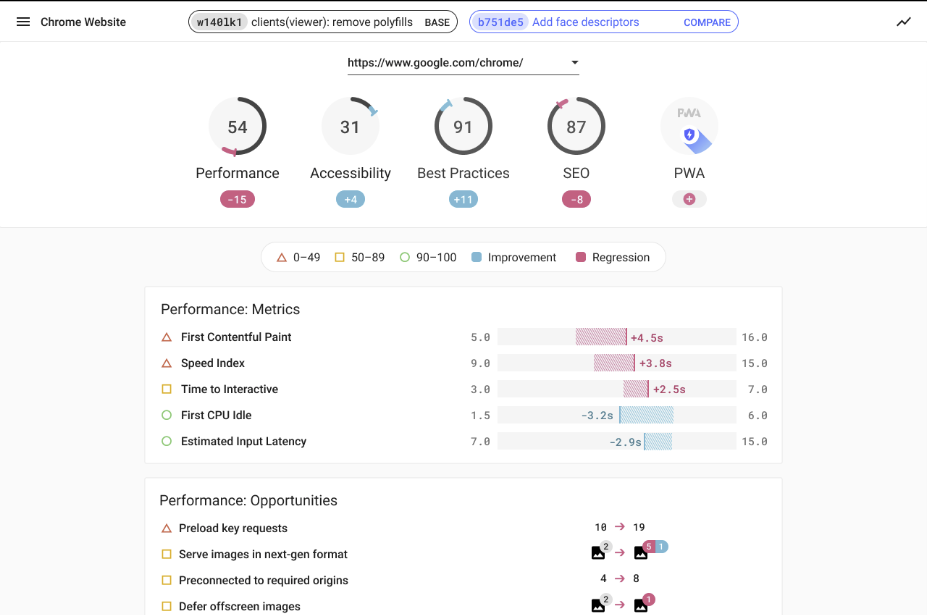 Chrome Website
w140lk1 clients(viewer): remove polyfills BASE
b751de5 Add face descriptors COMPARE
https://www.google.com/chrome/
54
31
91
87
PWA
Performance
Accessibility
Best Practices
SEO
PWA
-15
+4
+11
-8
+
0–49
50–89
90–100
Improvement
Regression
Performance: Metrics
First Contentful Paint 5.0 +4.5s 16.0
Speed Index 9.0 +3.8s 15.0
Time to Interactive 3.0 +2.5s 7.0
First CPU Idle 1.5 -3.2s 6.0
Estimated Input Latency 7.0 -2.9s 15.0
Performance: Opportunities
Preload key requests 10 → 19
Serve images in next-gen format 2 → 5 1
Preconnected to required origins 4 → 8
Defer offscreen images 2 → 1